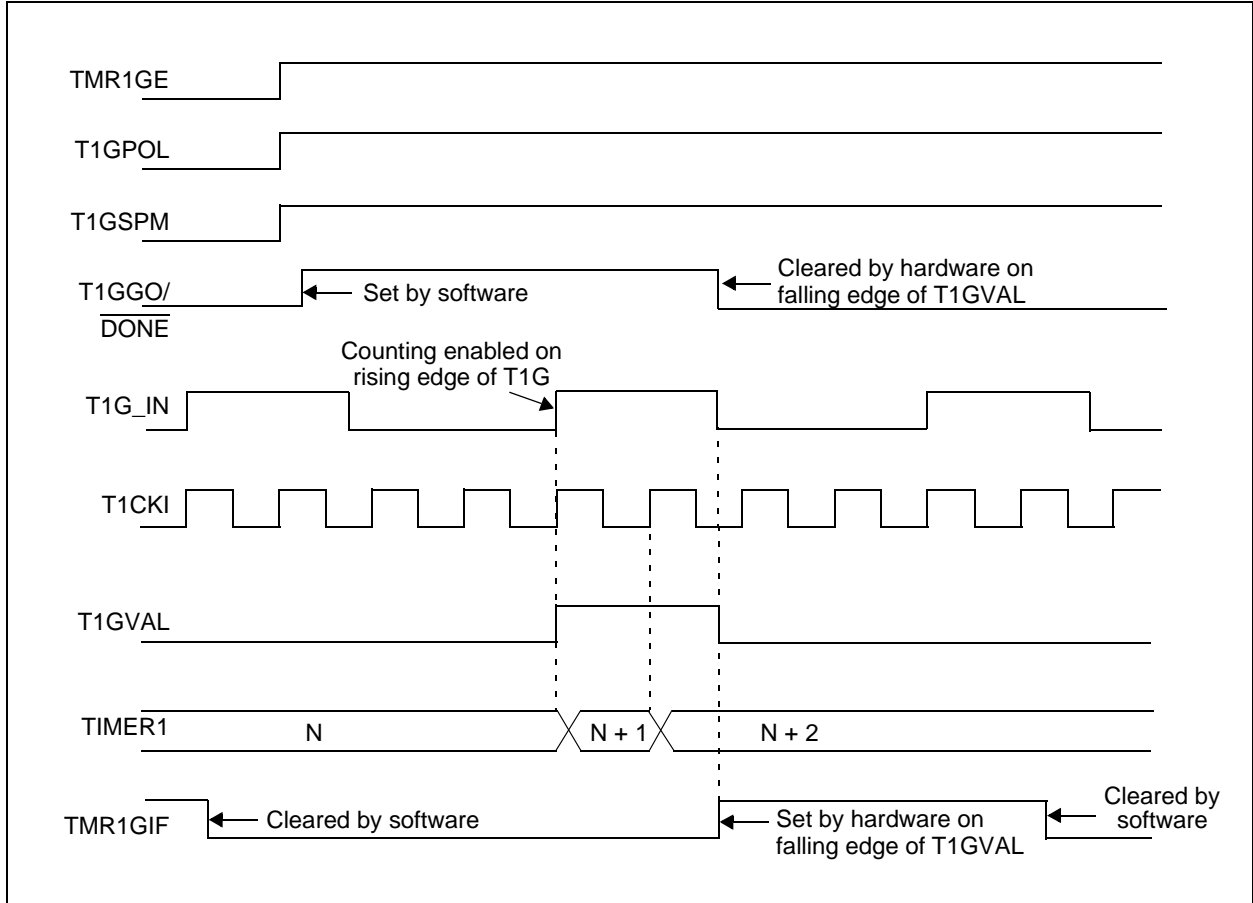 TMR1GE
T1GPOL
T1GSPM
T1GGO/
DONE
Set by software
Cleared by hardware on
falling edge of T1GVAL
Counting enabled on
rising edge of T1G
T1G_IN
T1CKI
T1GVAL
TIMER1
N
N + 1
N + 2
TMR1GIF
Cleared by software
Set by hardware on
falling edge of T1GVAL
Cleared by
software